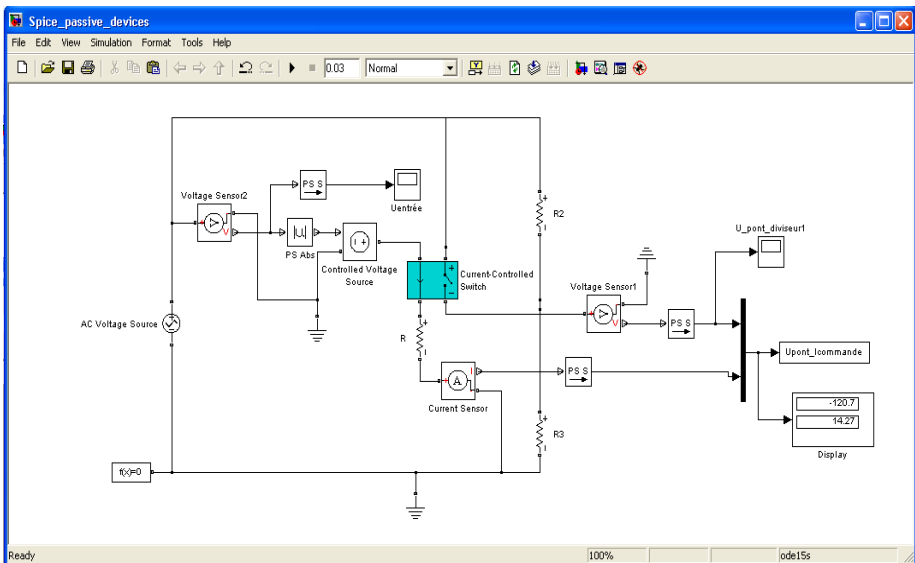 Spice_passive_devices
File Edit View Simulation Format Tools Help
0.03 Normal
Voltage Sensor2
V
PS S
Uentrée
|u|
PS Abs
Controlled Voltage
Source
Current-Controlled
Switch
R2
U_pont_diviseur1
Voltage Sensor1
V
PS S
AC Voltage Source
R
A
I
Current Sensor
PS S
Upont_Icommande
-120.7
14.27
Display
R3
f(x)=0
Ready 100% ode15s